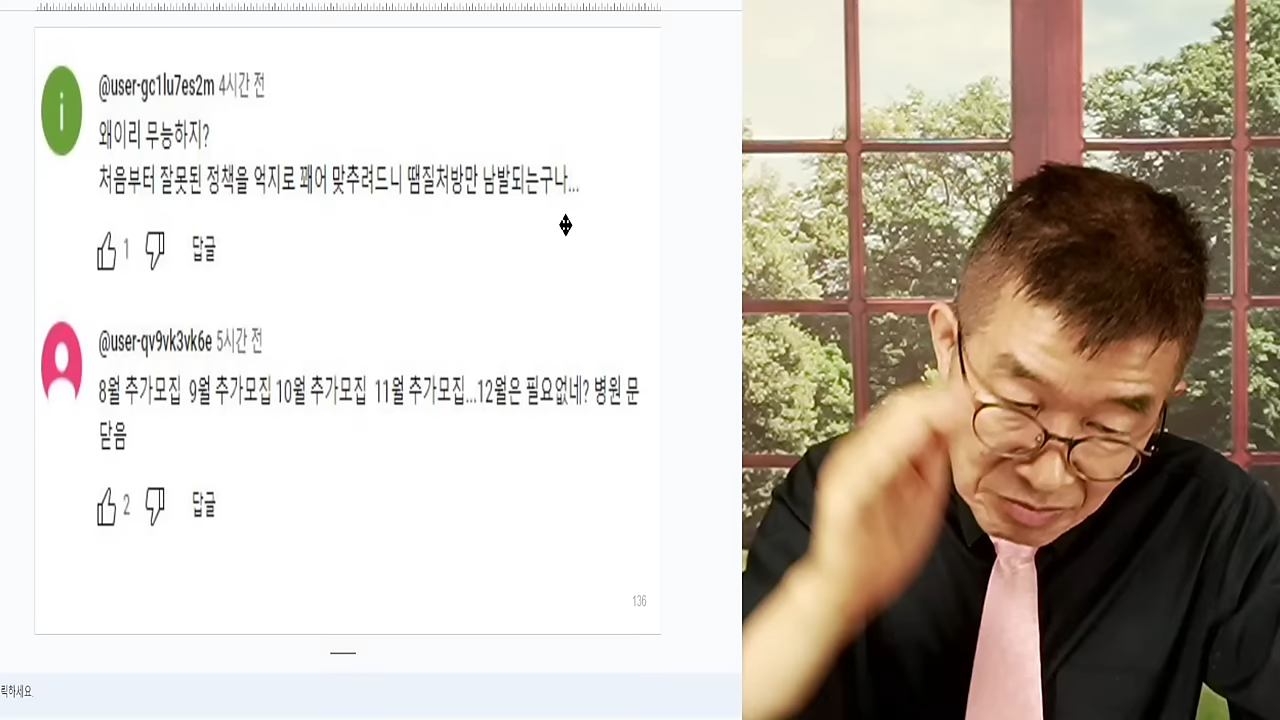 @user-gc1lu7es2m 4시간 전
왜이리 무능하지?
처음부터 잘못된 정책을 억지로 꿰어 맞추려드니 땜질처방만 남발되는구나...
1 답글
@user-qv9vk3vk6e 5시간 전
8월 추가모집 9월 추가모집 10월 추가모집 11월 추가모집...12월은 필요없네? 병원 문
닫음
2 답글
136
릭하세요.